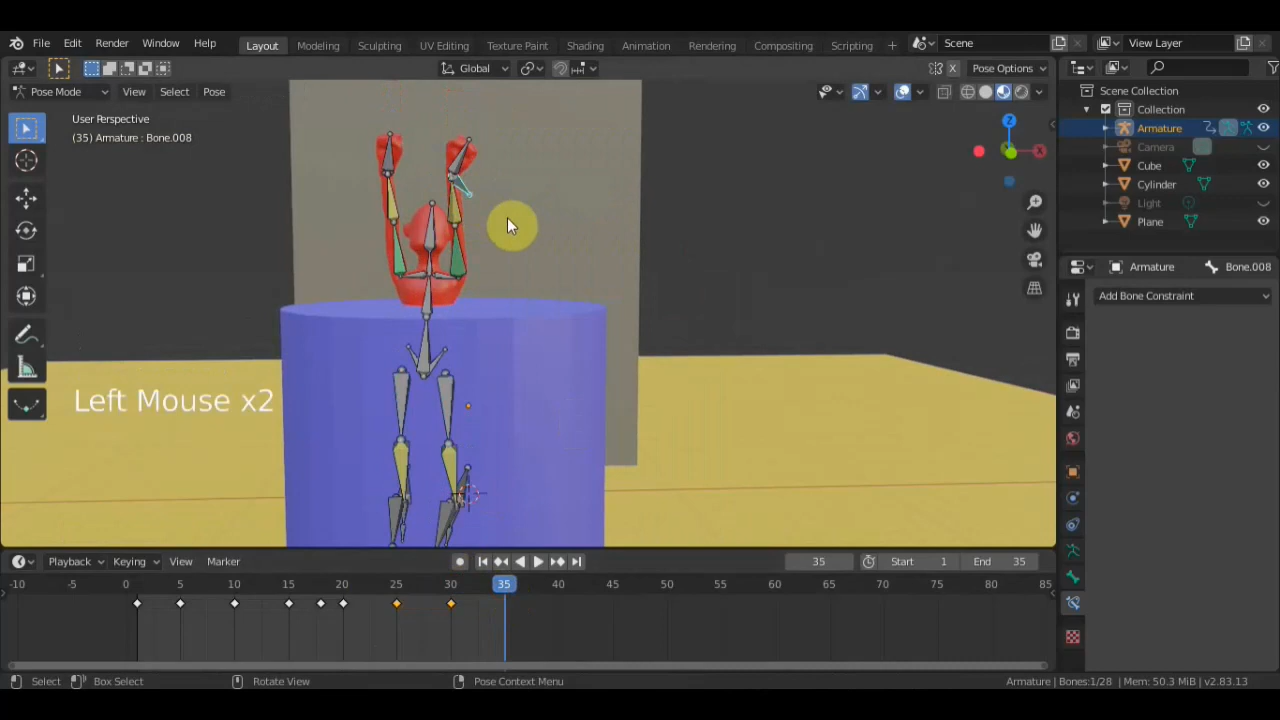 File Edit Render Window Help Layout Modeling Sculpting UV Editing Texture Paint Shading Animation Rendering Compositing Scripting + Scene View Layer
Global X Pose Options
Pose Mode View Select Pose
Scene Collection
User Perspective
(35) Armature : Bone.008
Collection
Armature
Camera
Cube
Cylinder
Light
Plane
Z
X
Armature Bone.008
Add Bone Constraint
Left Mouse x2
Playback Keying View Marker 35 Start 1 End 35
-10 -5 0 5 10 15 20 25 30 35 40 45 50 55 60 65 70 75 80 85
Select Box Select Rotate View Pose Context Menu Armature | Bones:1/28 | Mem: 50.3 MiB | v2.83.13